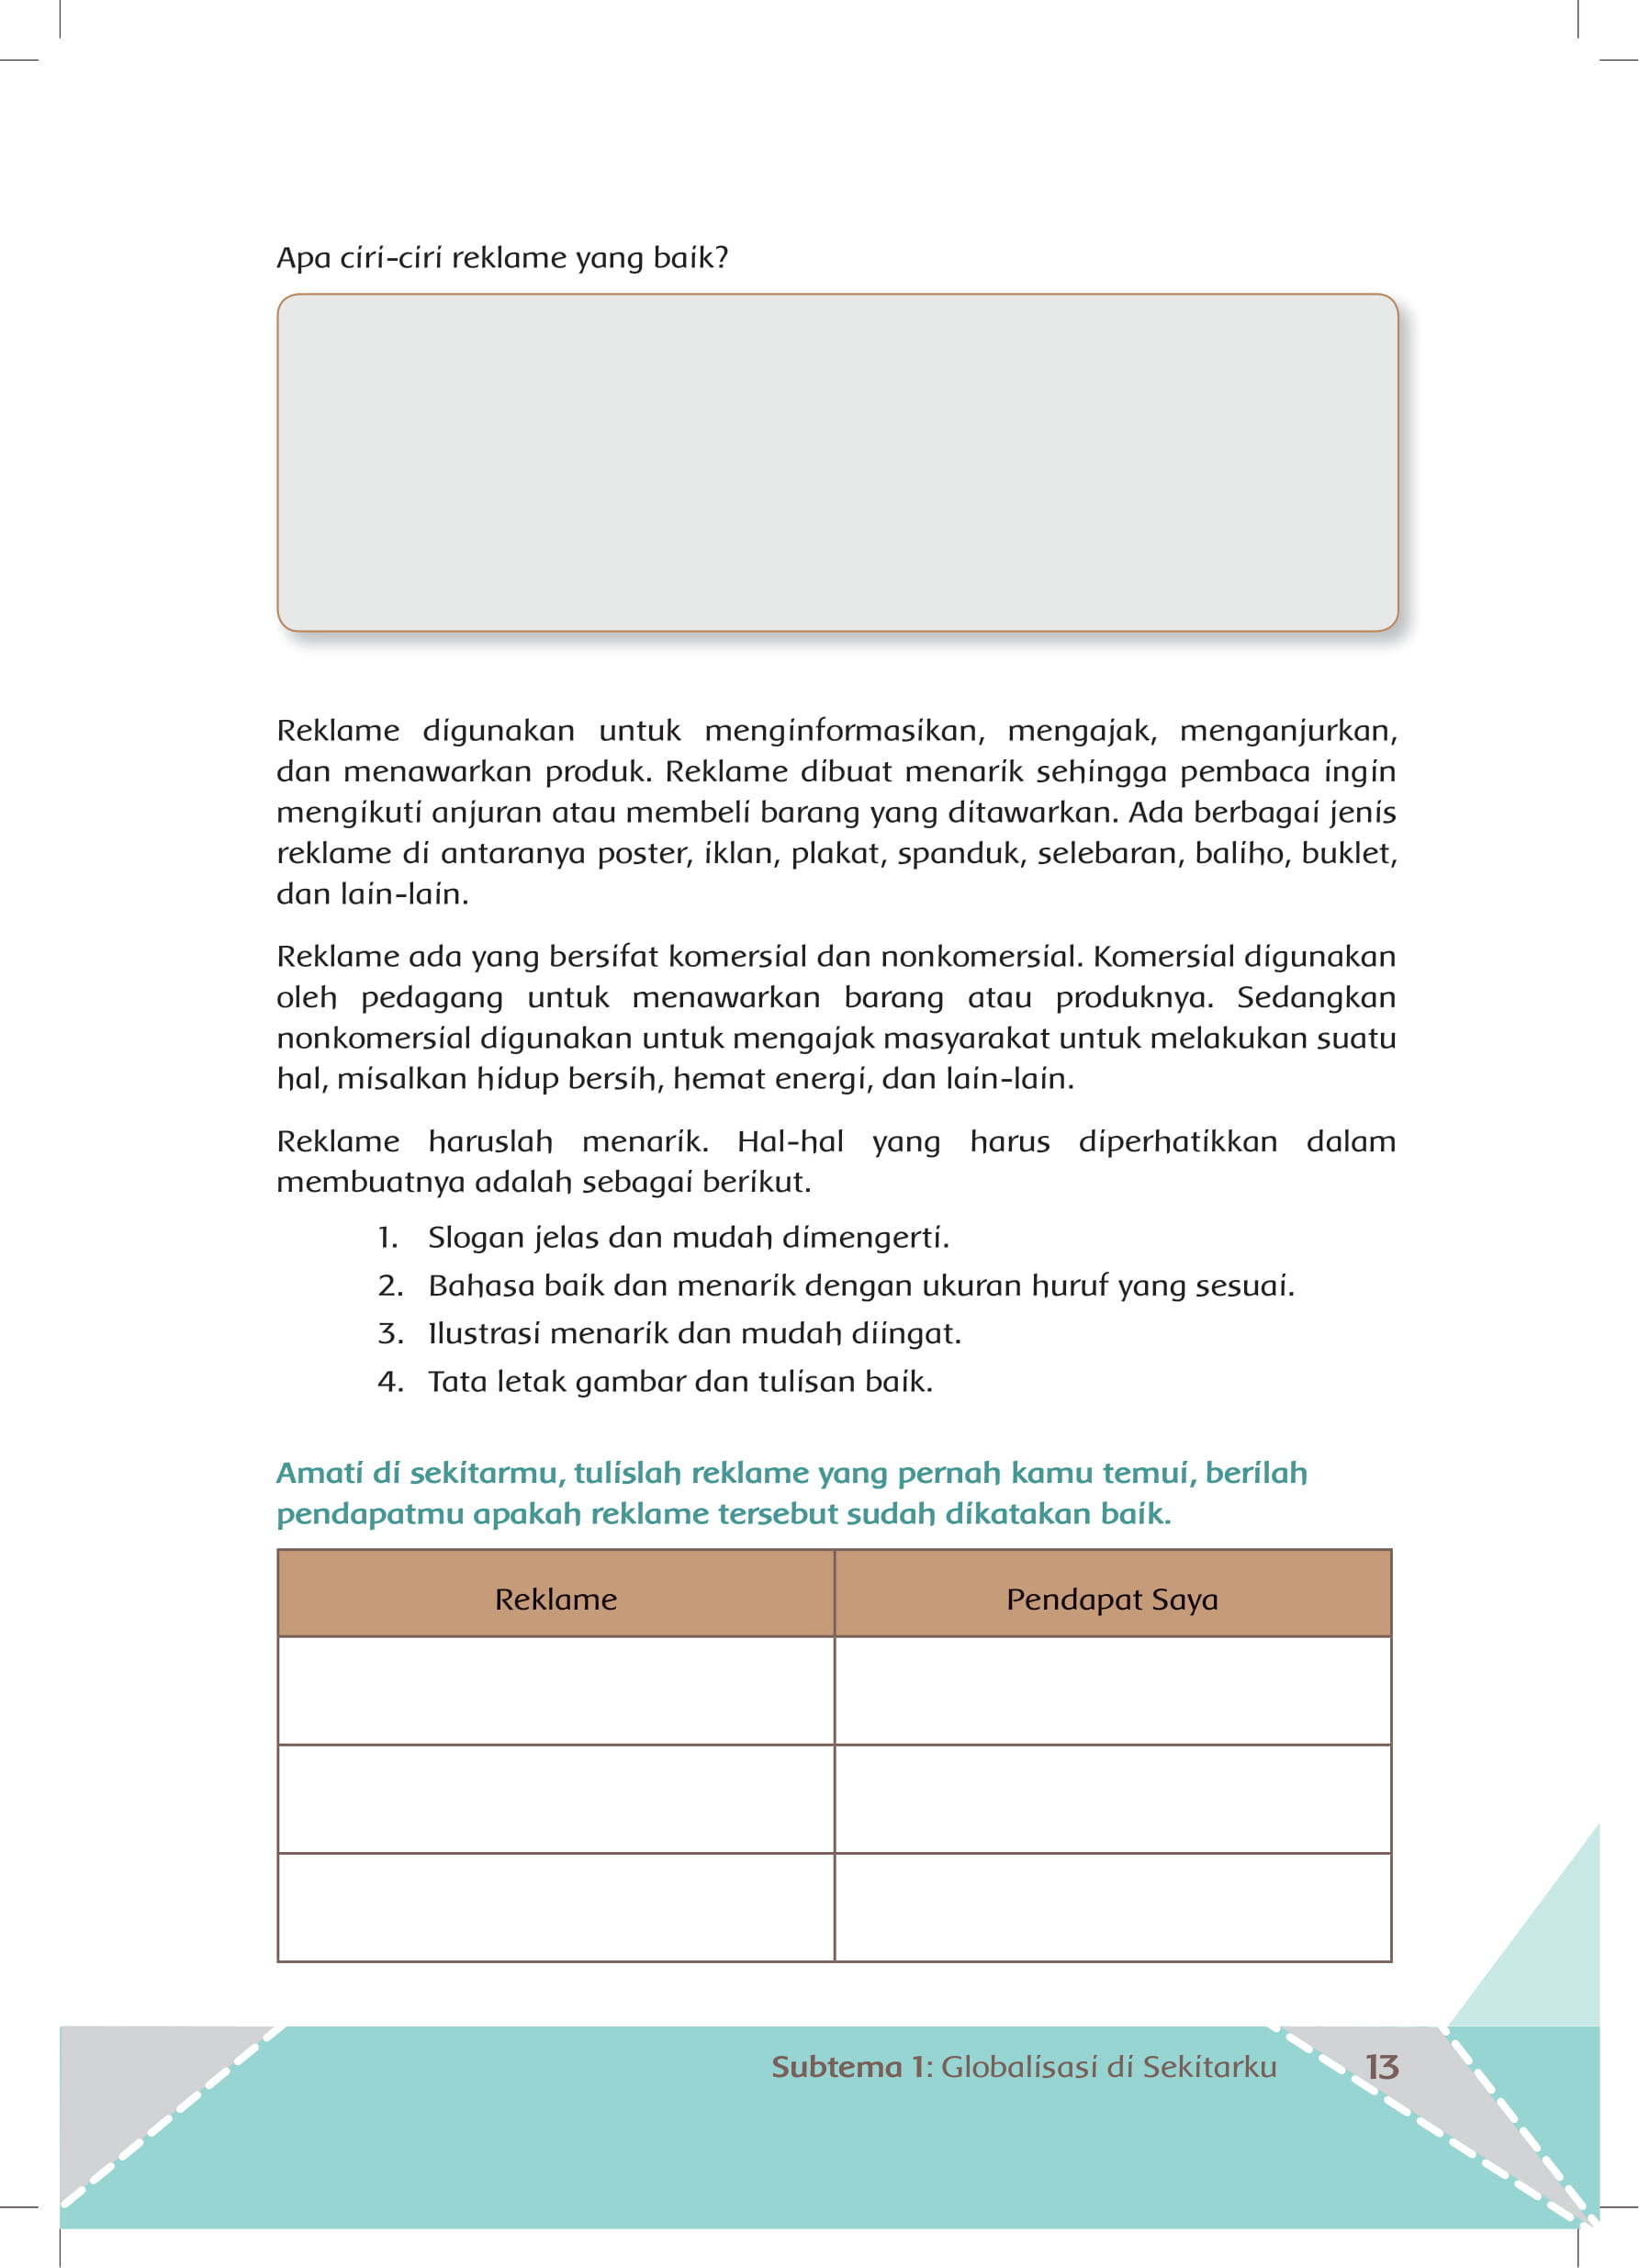 Apa ciri-ciri reklame yang baik?
Reklame digunakan untuk menginformasikan, mengajak, menganjurkan,
dan menawarkan produk. Reklame dibuat menarik sehingga pembaca ingin
mengikuti anjuran atau membeli barang yang ditawarkan. Ada berbagai jenis
reklame di antaranya poster, iklan, plakat, spanduk, selebaran, baliho, buklet,
dan lain-lain.
Reklame ada yang bersifat komersial dan nonkomersial. Komersial digunakan
oleh pedagang untuk menawarkan barang atau produknya. Sedangkan
nonkomersial digunakan untuk mengajak masyarakat untuk melakukan suatu
hal, misalkan hidup bersih, hemat energi, dan lain-lain.
Reklame haruslah menarik. Hal-hal yang harus diperhatikkan dalam
membuatnya adalah sebagai berikut.
1. Slogan jelas dan mudah dimengerti.
2. Bahasa baik dan menarik dengan ukuran huruf yang sesuai.
3. Ilustrasi menarik dan mudah diingat.
4. Tata letak gambar dan tulisan baik.
Amati di sekitarmu, tulislah reklame yang pernah kamu temui, berilah
pendapatmu apakah reklame tersebut sudah dikatakan baik.
Reklame Pendapat Saya
Subtema 1: Globalisasi di Sekitarku 13